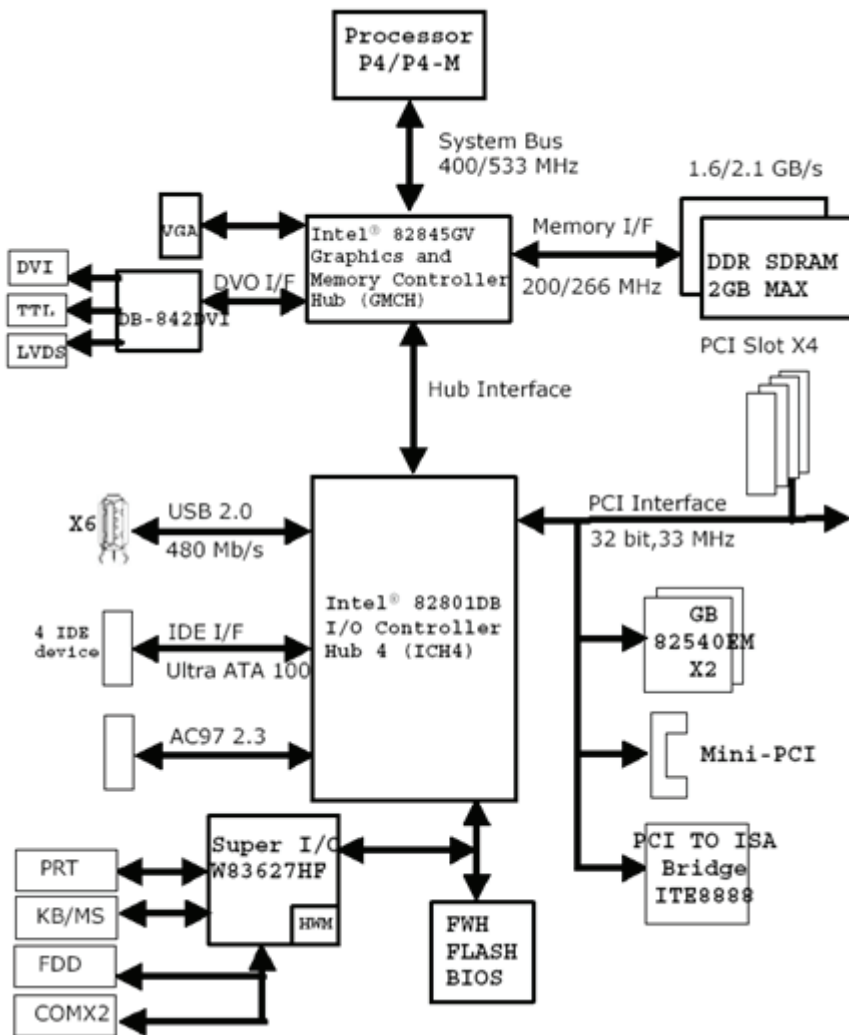 Processor
P4/P4-M
System Bus
400/533 MHz
1.6/2.1 GB/s
VGA
Intel® 82845GV
Graphics and
Memory Controller
Hub (GMCH)
Memory I/F
200/266 MHz
DDR SDRAM
2GB MAX
DVI
TTL
LVDS
DB-842DVI
DVO I/F
PCI Slot X4
Hub Interface
X6
USB 2.0
480 Mb/s
PCI Interface
32 bit,33 MHz
Intel® 82801DB
I/O Controller
Hub 4 (ICH4)
4 IDE
device
IDE I/F
Ultra ATA 100
GB
82540EM
X2
AC97 2.3
Mini-PCI
Super I/O
W83627HF
HWM
PRT
KB/MS
FDD
COMX2
FWH
FLASH
BIOS
PCI TO ISA
Bridge
ITE8888